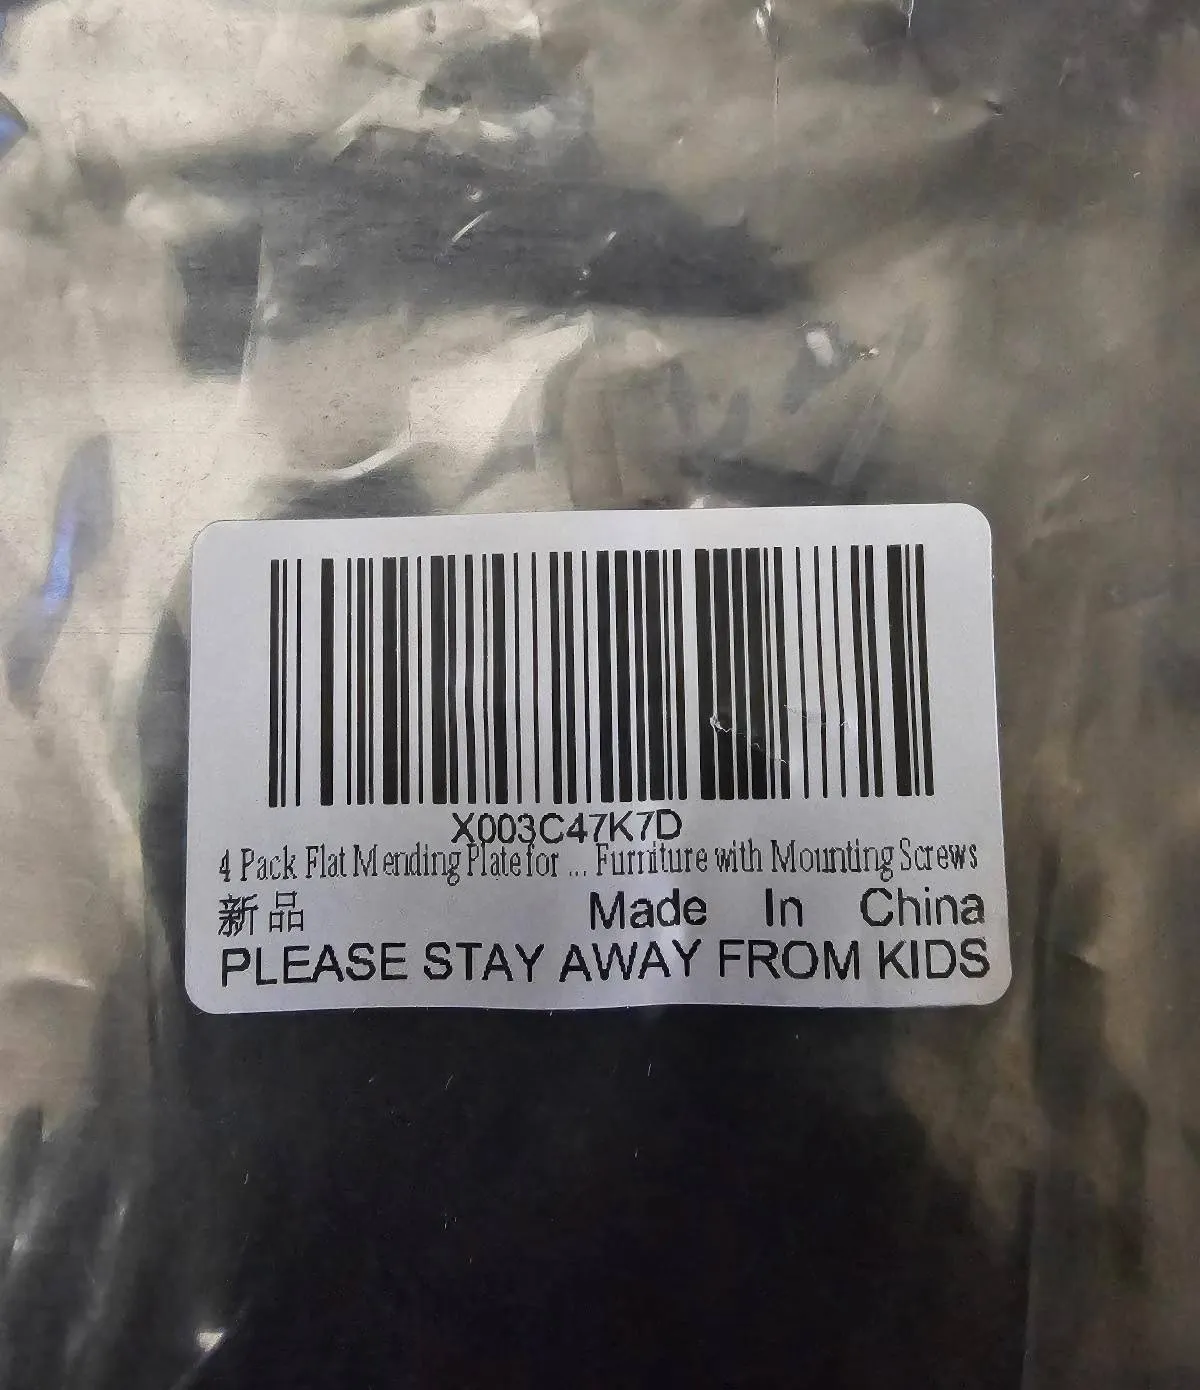 X003C47K7D
4 Pack Flat Mending Plate for ... Furniture with Mounting Screws
新品 Made In China
PLEASE STAY AWAY FROM KIDS